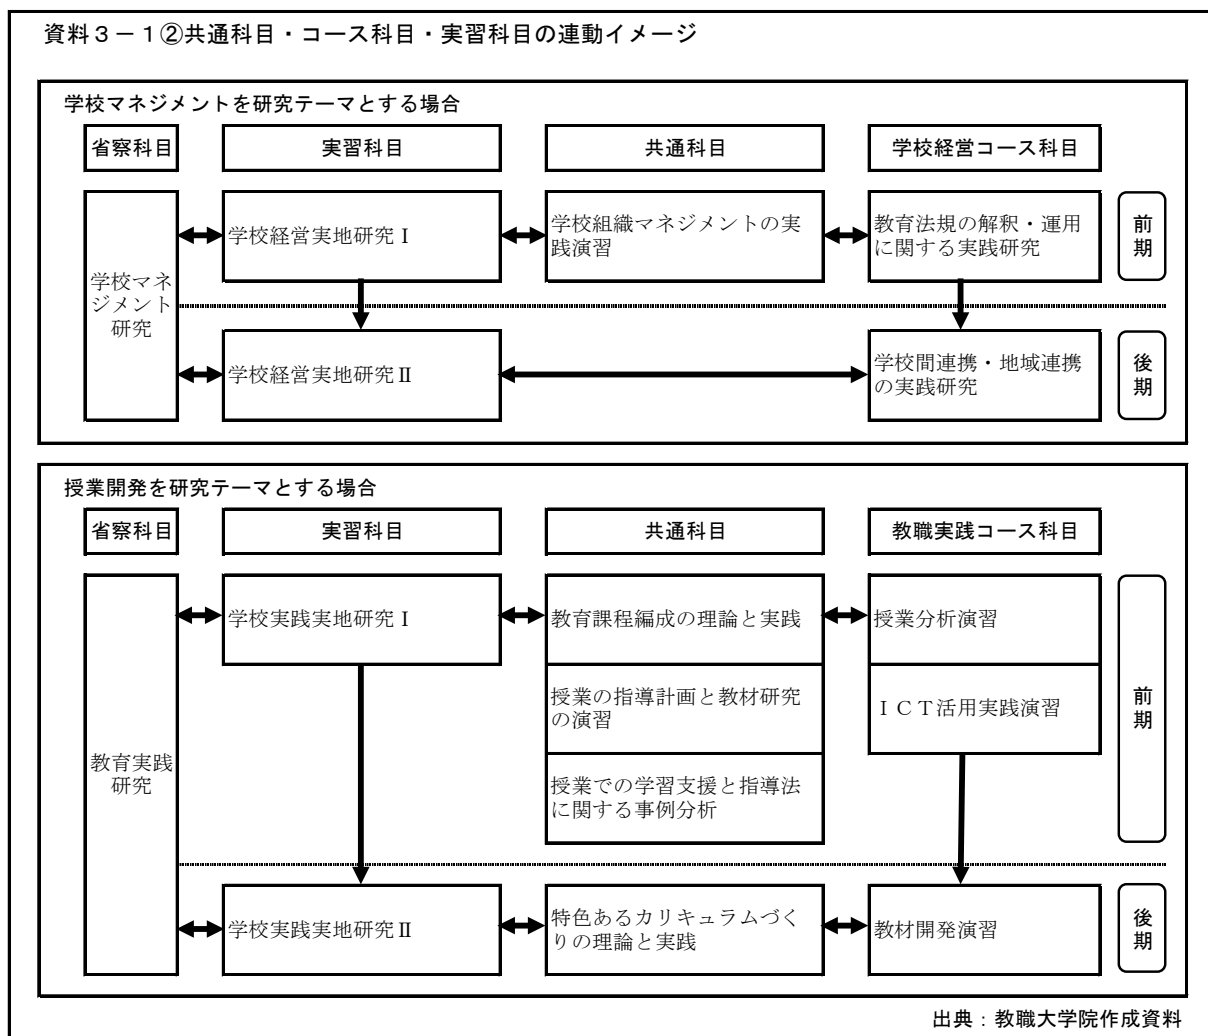 資料３－１②共通科目・コース科目・実習科目の連動イメージ
学校マネジメントを研究テーマとする場合
省察科目
実習科目
共通科目
学校経営コース科目
学校マネ
ジメント
研究
学校経営実地研究Ⅰ
学校組織マネジメントの実
践演習
教育法規の解釈・運用
に関する実践研究
前
期
学校経営実地研究Ⅱ
学校間連携・地域連携
の実践研究
後
期
授業開発を研究テーマとする場合
省察科目
実習科目
共通科目
教職実践コース科目
教育実践
研究
学校実践実地研究Ⅰ
教育課程編成の理論と実践
授業分析演習
授業の指導計画と教材研究
の演習
ＩＣＴ活用実践演習
授業での学習支援と指導法
に関する事例分析
前
期
学校実践実地研究Ⅱ
特色あるカリキュラムづく
りの理論と実践
教材開発演習
後
期
出典：教職大学院作成資料